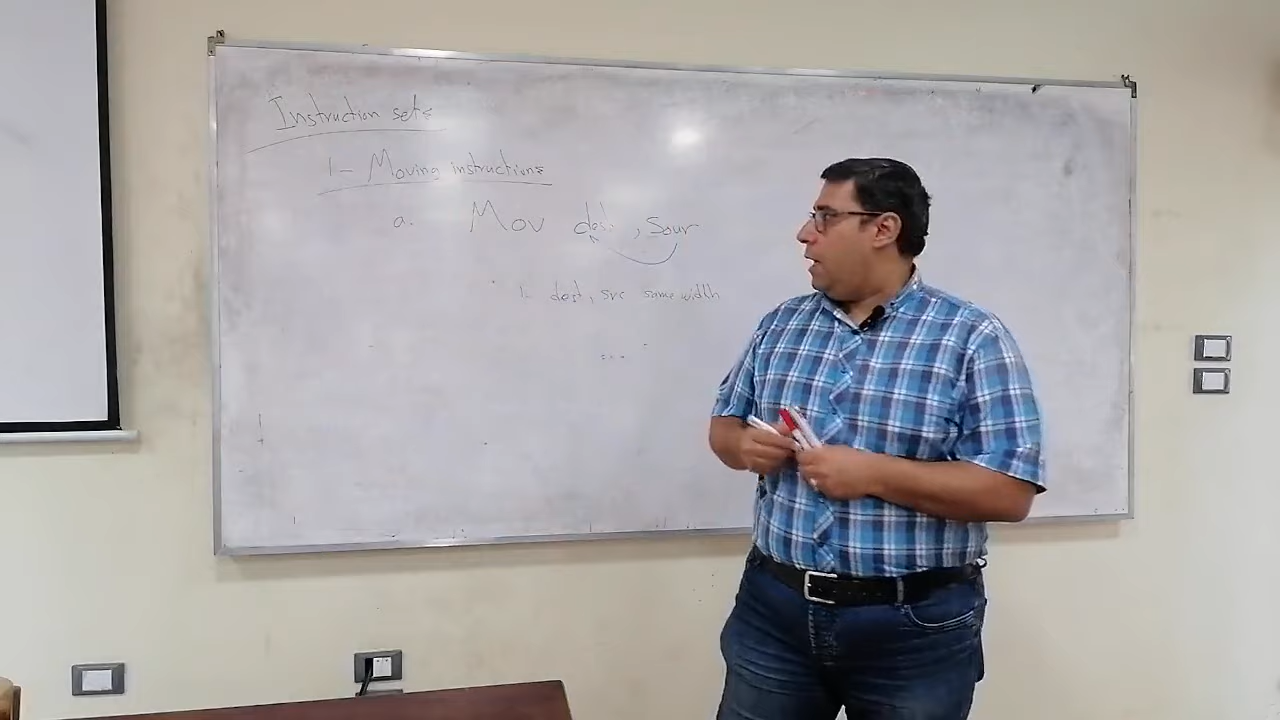 Instruction sets
1- Moving instructions
a. Mov dest , Sour
1- dest, src same width